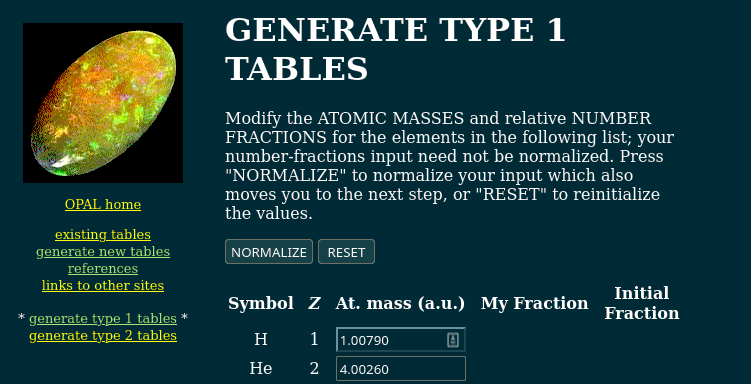 GENERATE TYPE 1
TABLES
Modify the ATOMIC MASSES and relative NUMBER
FRACTIONS for the elements in the following list; your
number-fractions input need not be normalized. Press
"NORMALIZE" to normalize your input which also
moves you to the next step, or "RESET" to reinitialize
the values.
NORMALIZE RESET
Symbol Z At. mass (a.u.) My Fraction Initial
Fraction
H 1 1.00790
He 2 4.00260
OPAL home
existing tables
generate new tables
references
links to other sites
* generate type 1 tables *
generate type 2 tables